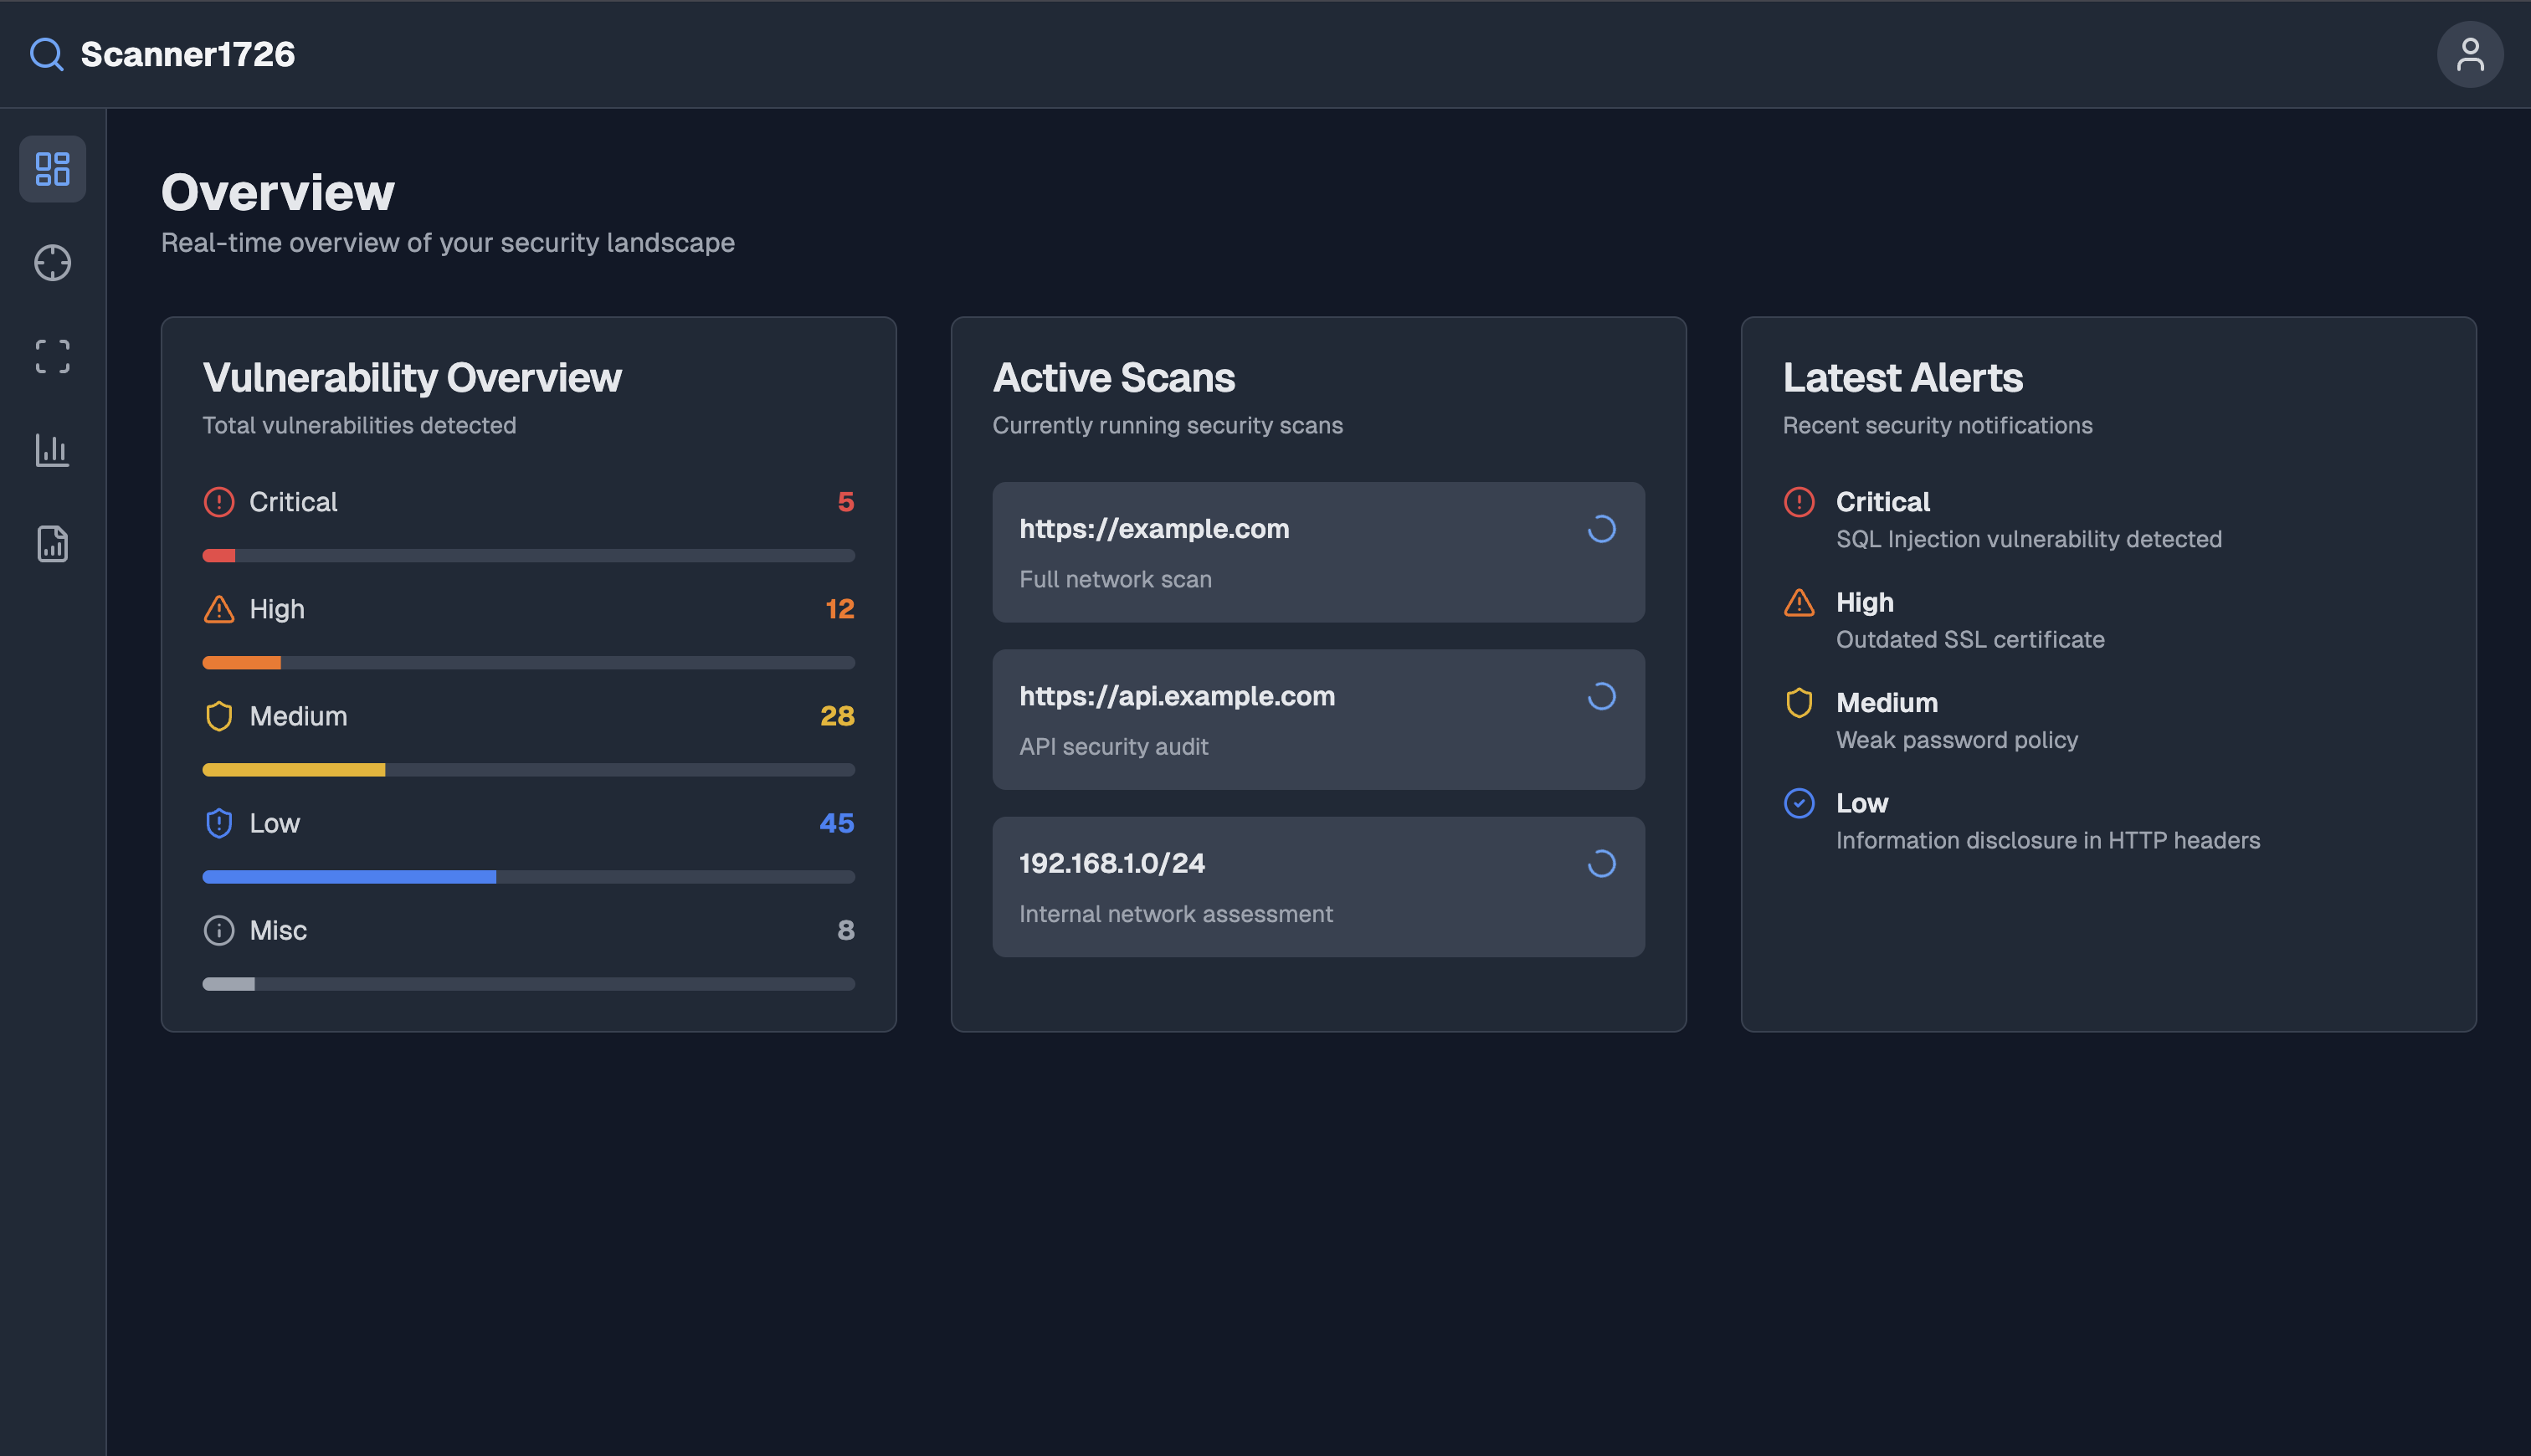 Scanner1726
Overview
Real-time overview of your security landscape
Vulnerability Overview
Total vulnerabilities detected
Critical 5
High 12
Medium 28
Low 45
Misc 8
Active Scans
Currently running security scans
https://example.com
Full network scan
https://api.example.com
API security audit
192.168.1.0/24
Internal network assessment
Latest Alerts
Recent security notifications
Critical
SQL Injection vulnerability detected
High
Outdated SSL certificate
Medium
Weak password policy
Low
Information disclosure in HTTP headers